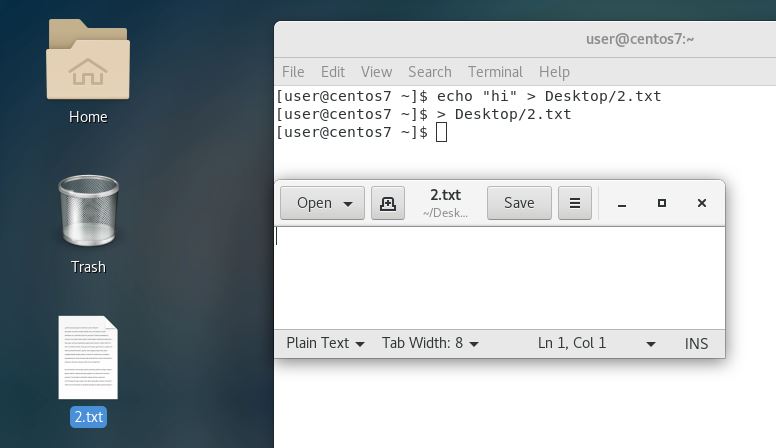 Home
Trash
2.txt
user@centos7:~
File Edit View Search Terminal Help
[user@centos7 ~]$ echo "hi" > Desktop/2.txt
[user@centos7 ~]$ > Desktop/2.txt
[user@centos7 ~]$
Open 2.txt Save
~/Desk...
Plain Text Tab Width: 8 Ln 1, Col 1 INS